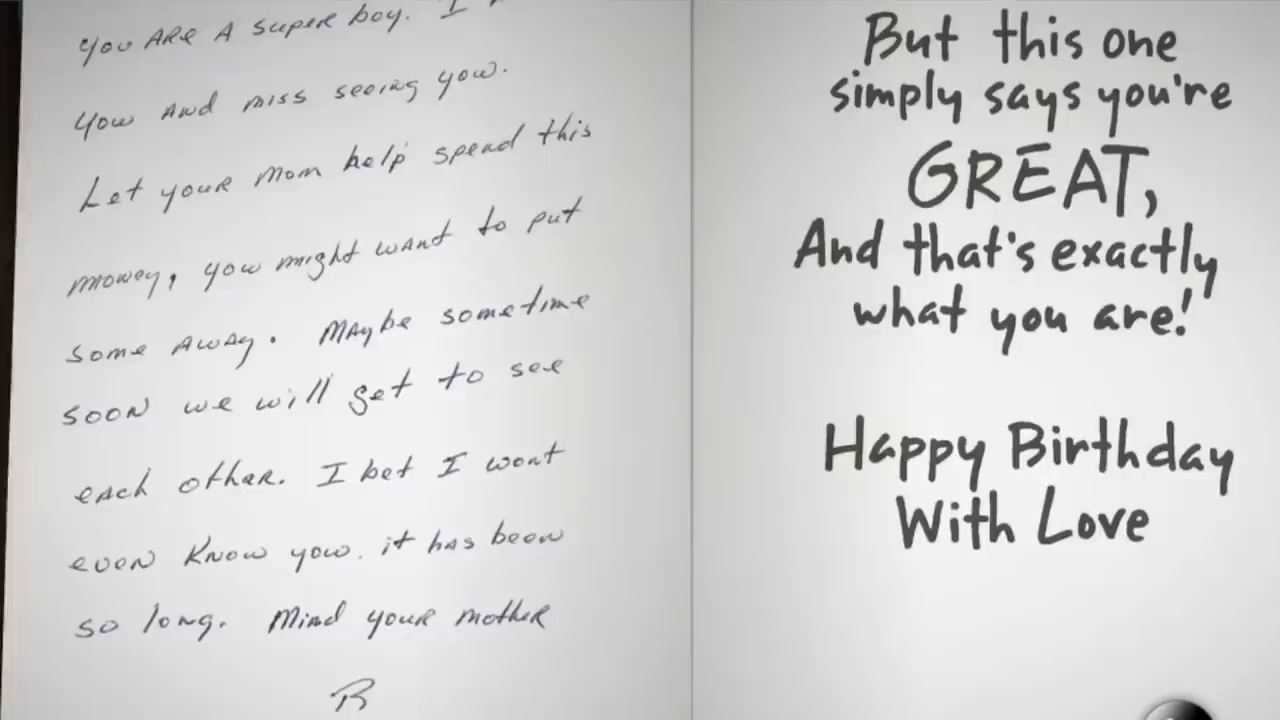 you ARe A super boy. I
you And miss seeing you.
Let your mom help spend this
money, you might want to put
some AWAy. MAybe sometime
soon we will get to see
each other. I bet I wont
even know you. it has been
so long. Mind your mother
But this one
simply says you're
GREAT,
And that's exactly
what you are!
Happy Birthday
With Love